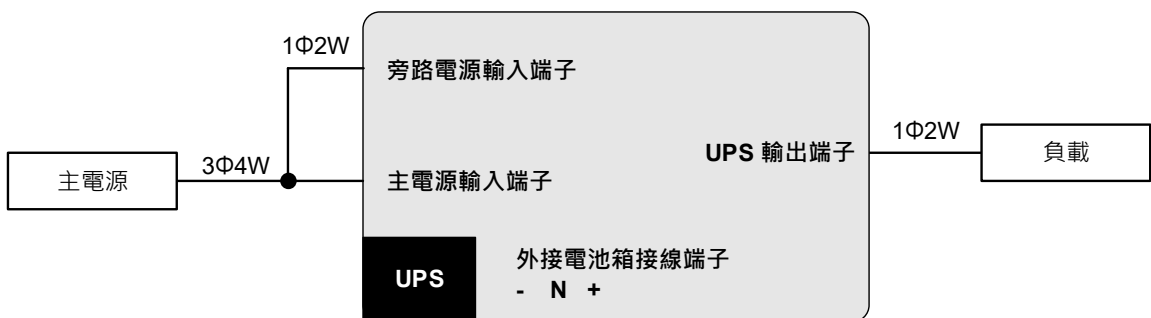 1Φ2W
旁路電源輸入端子
1Φ2W
UPS 輸出端子
負載
3Φ4W
主電源
主電源輸入端子
UPS
外接電池箱接線端子
- N +